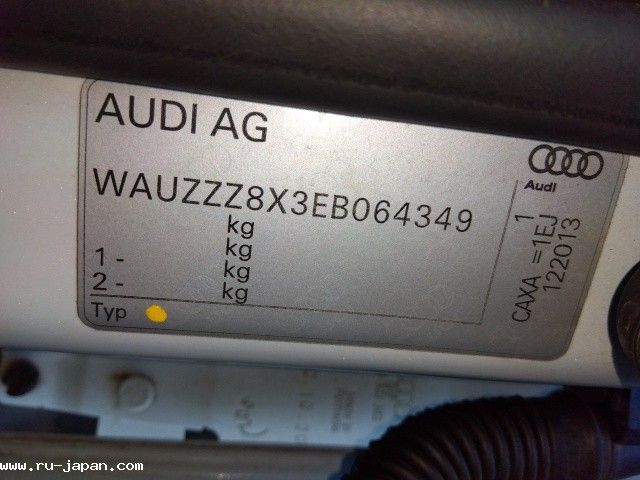 AUDI AG
Audi
WAUZZZ8X3EB064349
kg
1 - kg
2 - kg
kg
Typ
CAXA =1EJ 1
122013
www.ru-japan.com